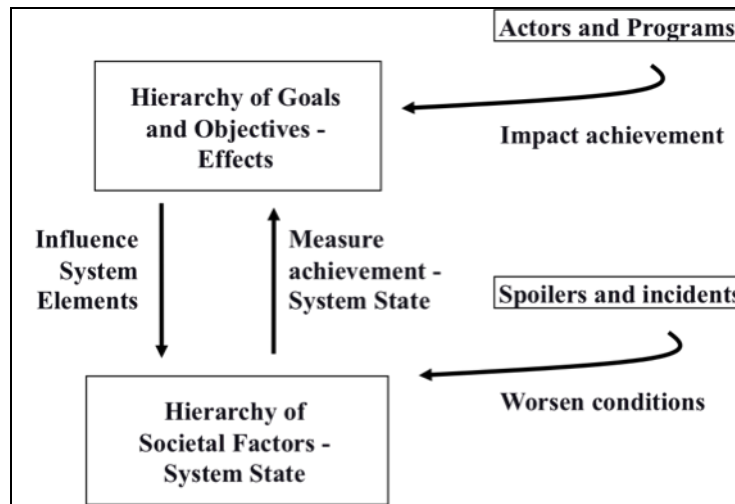 Actors and Programs
Hierarchy of Goals
and Objectives -
Effects
Impact achievement
Influence
System
Elements
Measure
achievement -
System State
Spoilers and incidents
Worsen conditions
Hierarchy of
Societal Factors -
System State